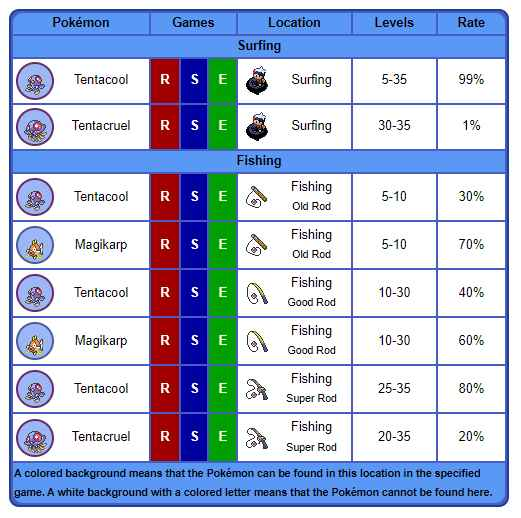 Pokémon Games Location Levels Rate
Surfing
Tentacool R S E Surfing 5-35 99%
Tentacruel R S E Surfing 30-35 1%
Fishing
Tentacool R S E Fishing Old Rod 5-10 30%
Magikarp R S E Fishing Old Rod 5-10 70%
Tentacool R S E Fishing Good Rod 10-30 40%
Magikarp R S E Fishing Good Rod 10-30 60%
Tentacool R S E Fishing Super Rod 25-35 80%
Tentacruel R S E Fishing Super Rod 20-35 20%
A colored background means that the Pokémon can be found in this location in the specified
game. A white background with a colored letter means that the Pokémon cannot be found here.